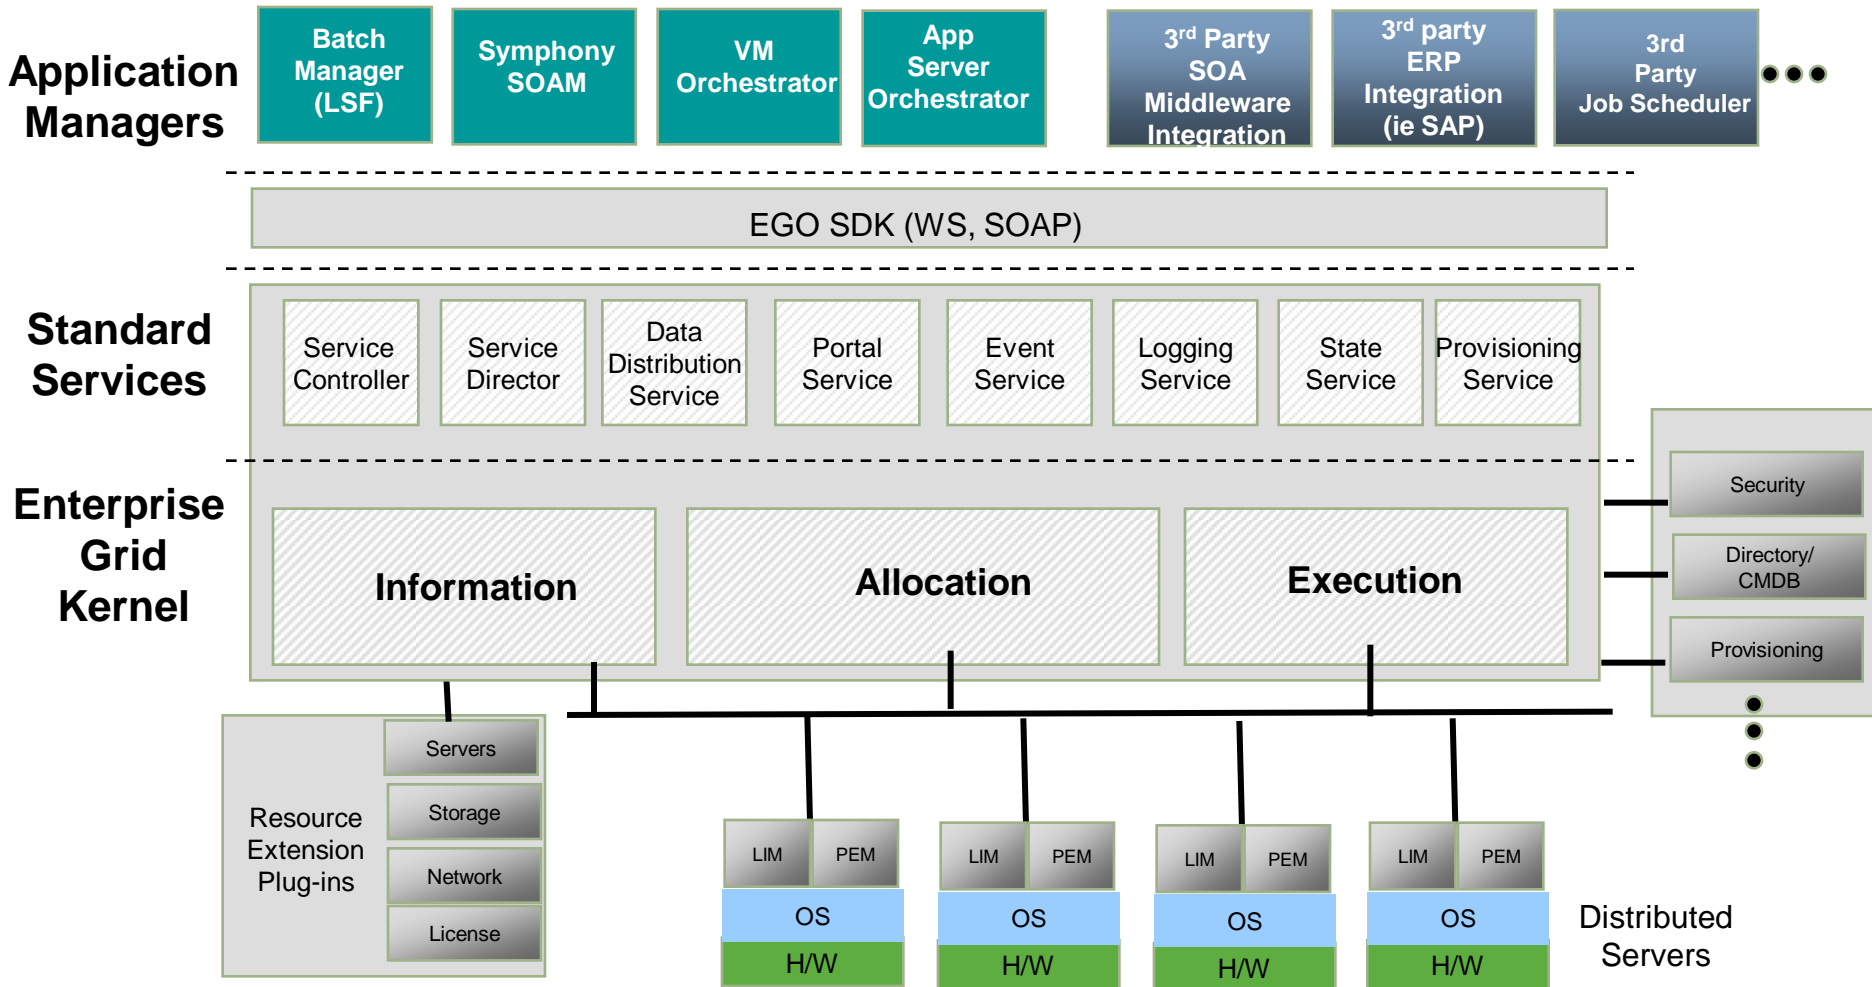 Application
Managers
Batch
Manager
(LSF)
Symphony
SOAM
VM
Orchestrator
App
Server
Orchestrator
3rd Party
SOA
Middleware
Integration
3rd party
ERP
Integration
(ie SAP)
3rd
Party
Job Scheduler
EGO SDK (WS, SOAP)
Standard
Services
Service
Controller
Service
Director
Data
Distribution
Service
Portal
Service
Event
Service
Logging
Service
State
Service
Provisioning
Service
Enterprise
Grid
Kernel
Information
Allocation
Execution
Security
Directory/
CMDB
Provisioning
Resource
Extension
Plug-ins
Servers
Storage
Network
License
LIM PEM
OS
H/W
LIM PEM
OS
H/W
LIM PEM
OS
H/W
LIM PEM
OS
H/W
Distributed
Servers